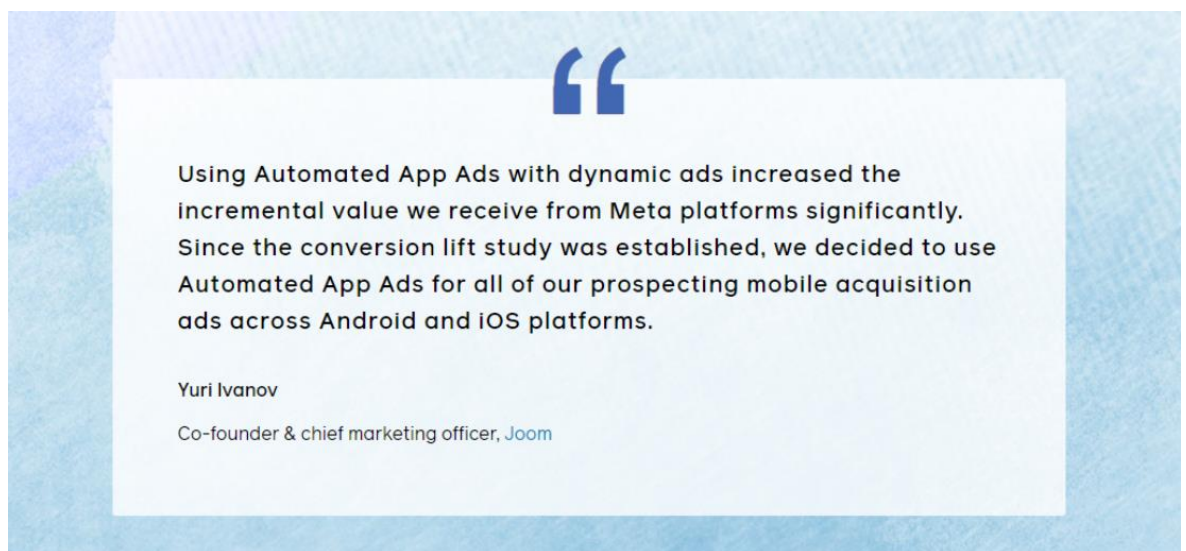 “
Using Automated App Ads with dynamic ads increased the
incremental value we receive from Meta platforms significantly.
Since the conversion lift study was established, we decided to use
Automated App Ads for all of our prospecting mobile acquisition
ads across Android and iOS platforms.
Yuri Ivanov
Co-founder & chief marketing officer, Joom